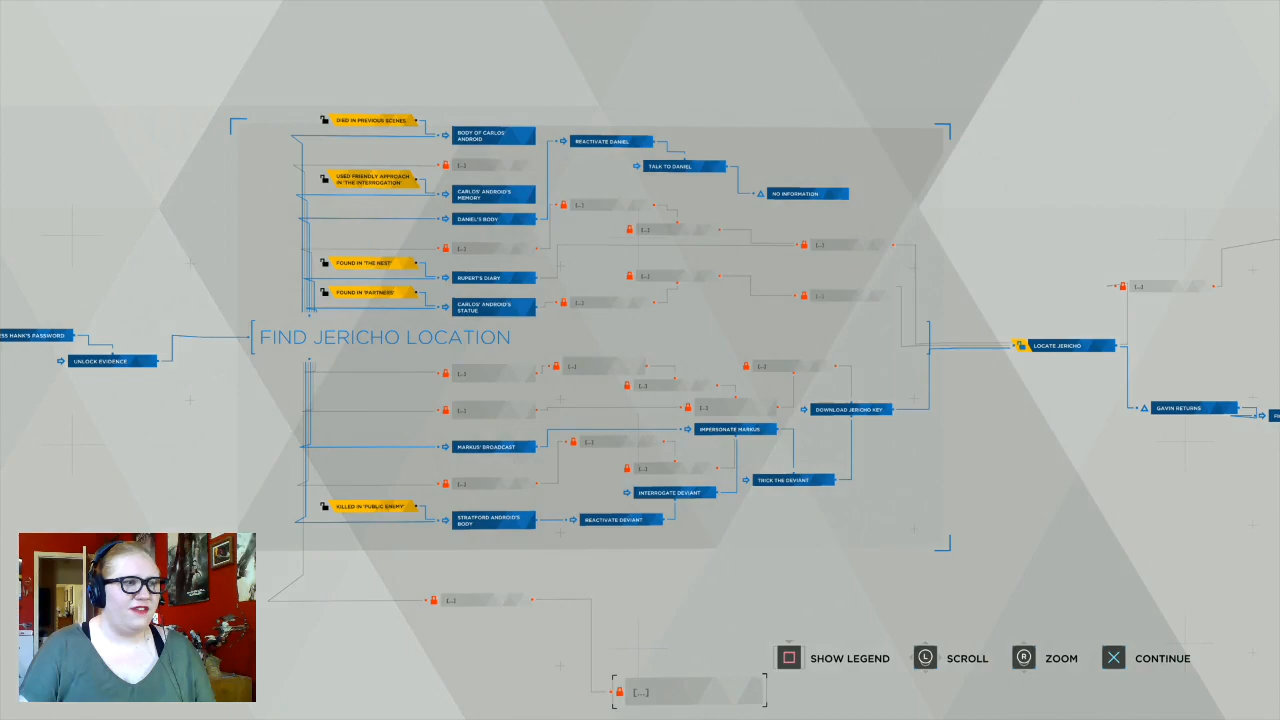 DIED IN PREVIOUS SCENES
BODY OF CARLOS'
ANDROID
REACTIVATE DANIEL
[...]
TALK TO DANIEL
USED FRIENDLY APPROACH
IN 'THE INTERROGATION'
CARLOS' ANDROID'S
MEMORY
NO INFORMATION
[...]
DANIEL'S BODY
[...]
[...]
[...]
FOUND IN 'THE NEST'
RUPERT'S DIARY
[...]
[...]
FOUND IN 'PARTNERS'
CARLOS' ANDROID'S
STATUE
[...]
[...]
ESS HANK'S PASSWORD
FIND JERICHO LOCATION
LOCATE JERICHO
UNLOCK EVIDENCE
[...]
[...]
[...]
[...]
[...]
[...]
DOWNLOAD JERICHO KEY
GAVIN RETURNS
MARKUS' BROADCAST
[...]
IMPERSONATE MARKUS
[...]
[...]
TRICK THE DEVIANT
INTERROGATE DEVIANT
KILLED IN 'PUBLIC ENEMY'
STRATFORD ANDROID'S
BODY
REACTIVATE DEVIANT
[...]
[...]
SHOW LEGEND
L
SCROLL
R
ZOOM
CONTINUE